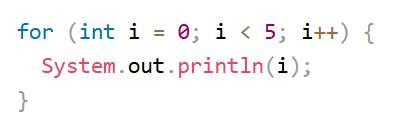 for (int i = 0; i < 5; i++) {
  System.out.println(i);
}